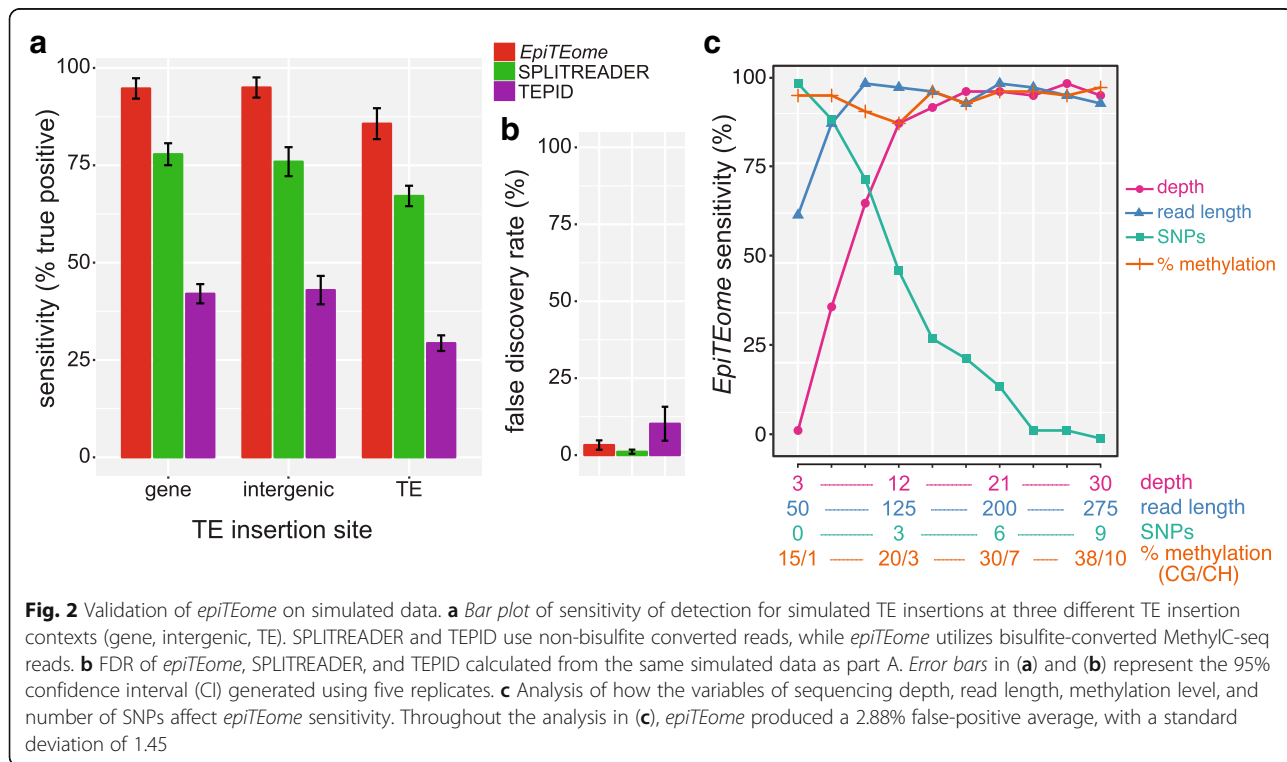 a
100
75
50
25
0
sensitivity (% true positive)
gene intergenic TE
TE insertion site
EpiTEome
SPLITREADER
TEPID
b
100
75
50
25
0
false discovery rate (%)
c
100
75
50
25
0
EpiTEome sensitivity (%)
depth
read length
SNPs
% methylation
3 12 21 30 depth
50 125 200 275 read length
0 3 6 9 SNPs
15/1 20/3 30/7 38/10 % methylation
(CG/CH)
Fig. 2 Validation of epiTEome on simulated data. a Bar plot of sensitivity of detection for simulated TE insertions at three different TE insertion
contexts (gene, intergenic, TE). SPLITREADER and TEPID use non-bisulfite converted reads, while epiTEome utilizes bisulfite-converted MethylC-seq
reads. b FDR of epiTEome, SPLITREADER, and TEPID calculated from the same simulated data as part A. Error bars in (a) and (b) represent the 95%
confidence interval (CI) generated using five replicates. c Analysis of how the variables of sequencing depth, read length, methylation level, and
number of SNPs affect epiTEome sensitivity. Throughout the analysis in (c), epiTEome produced a 2.88% false-positive average, with a standard
deviation of 1.45